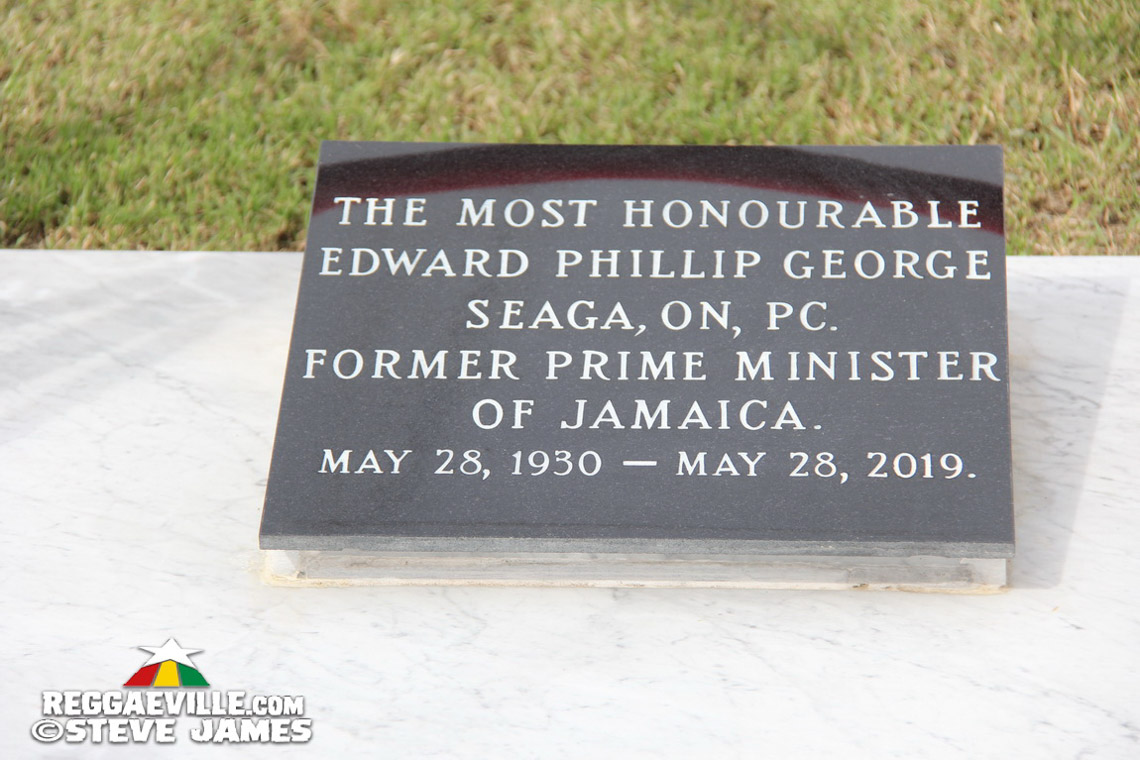 THE MOST HONOURABLE
EDWARD PHILLIP GEORGE
SEAGA, ON, PC.
FORMER PRIME MINISTER
OF JAMAICA.
MAY 28, 1930 — MAY 28, 2019.
REGGAEVILLE.COM
©STEVE JAMES